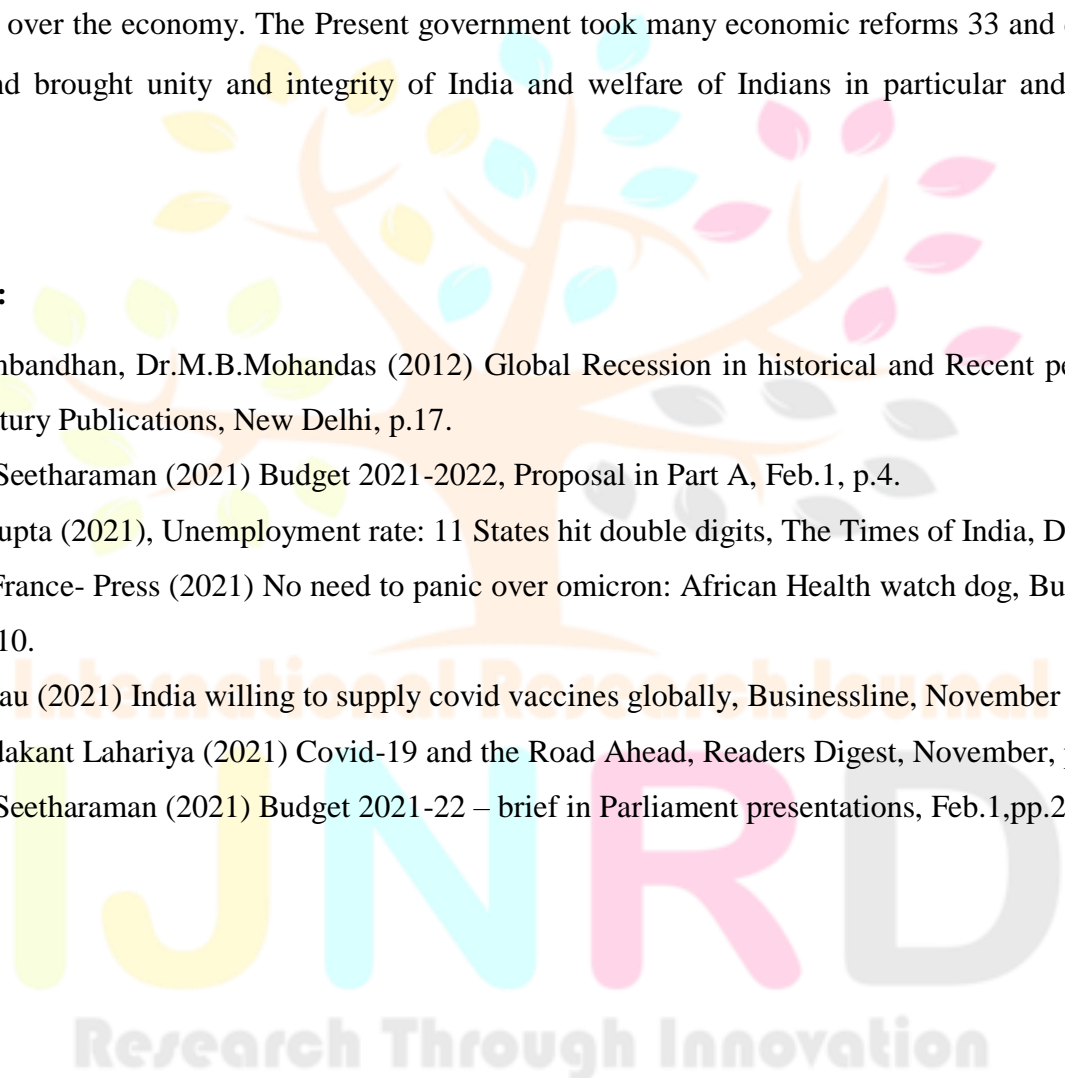 over the economy. The Present government took many economic reforms 33 and
nd brought unity and integrity of India and welfare of Indians in particular and
:
nbandhan, Dr.M.B.Mohandas (2012) Global Recession in historical and Recent pe
tury Publications, New Delhi, p.17.
Seetharaman (2021) Budget 2021-2022, Proposal in Part A, Feb.1, p.4.
upta (2021), Unemployment rate: 11 States hit double digits, The Times of India, D
France- Press (2021) No need to panic over omicron: African Health watch dog, Bu
10.
International Research Journal
au (2021) India willing to supply covid vaccines globally, Businessline, November
dakant Lahariya (2021) Covid-19 and the Road Ahead, Readers Digest, November,
Seetharaman (2021) Budget 2021-22 – brief in Parliament presentations, Feb.1,pp.2
IJNRD
Research Through Innovation